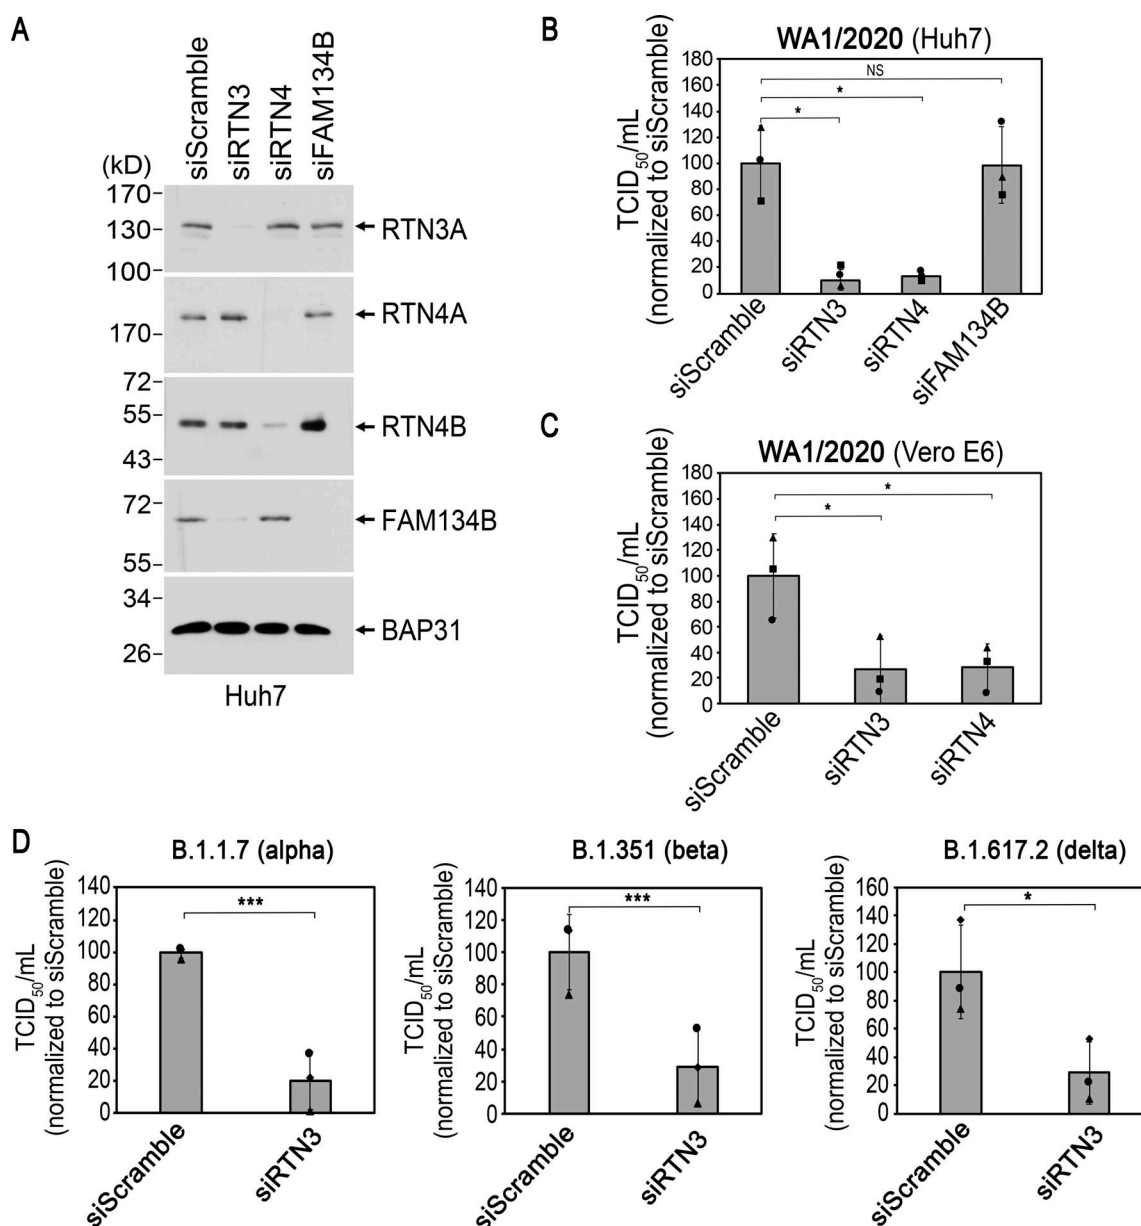 A
siScramble
siRTN3
siRTN4
siFAM134B
(kD)
170
130
100
RTN3A
170
RTN4A
72
55
43
RTN4B
72
55
FAM134B
34
26
BAP31
Huh7
B
WA1/2020 (Huh7)
TCID50/mL
(normalized to siScramble)
180
160
140
120
100
80
60
40
20
0
NS
*
*
siScramble
siRTN3
siRTN4
siFAM134B
C
WA1/2020 (Vero E6)
TCID50/mL
(normalized to siScramble)
180
160
140
120
100
80
60
40
20
0
*
*
siScramble
siRTN3
siRTN4
D
B.1.1.7 (alpha)
TCID50/mL
(normalized to siScramble)
140
120
100
80
60
40
20
0
***
siScramble
siRTN3
B.1.351 (beta)
TCID50/mL
(normalized to siScramble)
140
120
100
80
60
40
20
0
***
siScramble
siRTN3
B.1.617.2 (delta)
TCID50/mL
(normalized to siScramble)
160
140
120
100
80
60
40
20
0
*
siScramble
siRTN3